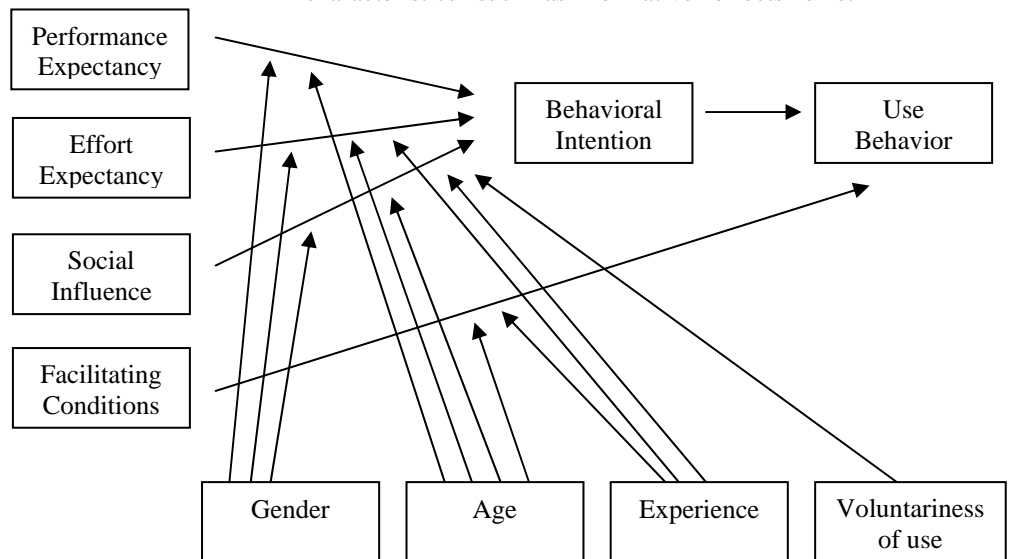 Performance
Expectancy
Effort
Expectancy
Social
Influence
Facilitating
Conditions
Behavioral
Intention
Use
Behavior
Gender
Age
Experience
Voluntariness
of use